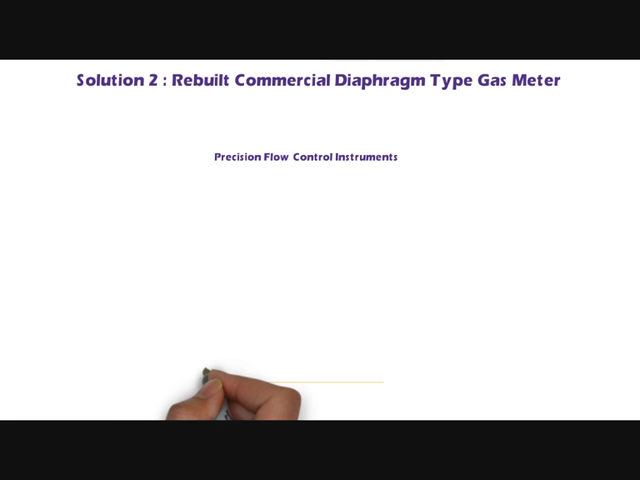 Solution 2 : Rebuilt Commercial Diaphragm Type Gas Meter
Precision Flow Control Instruments